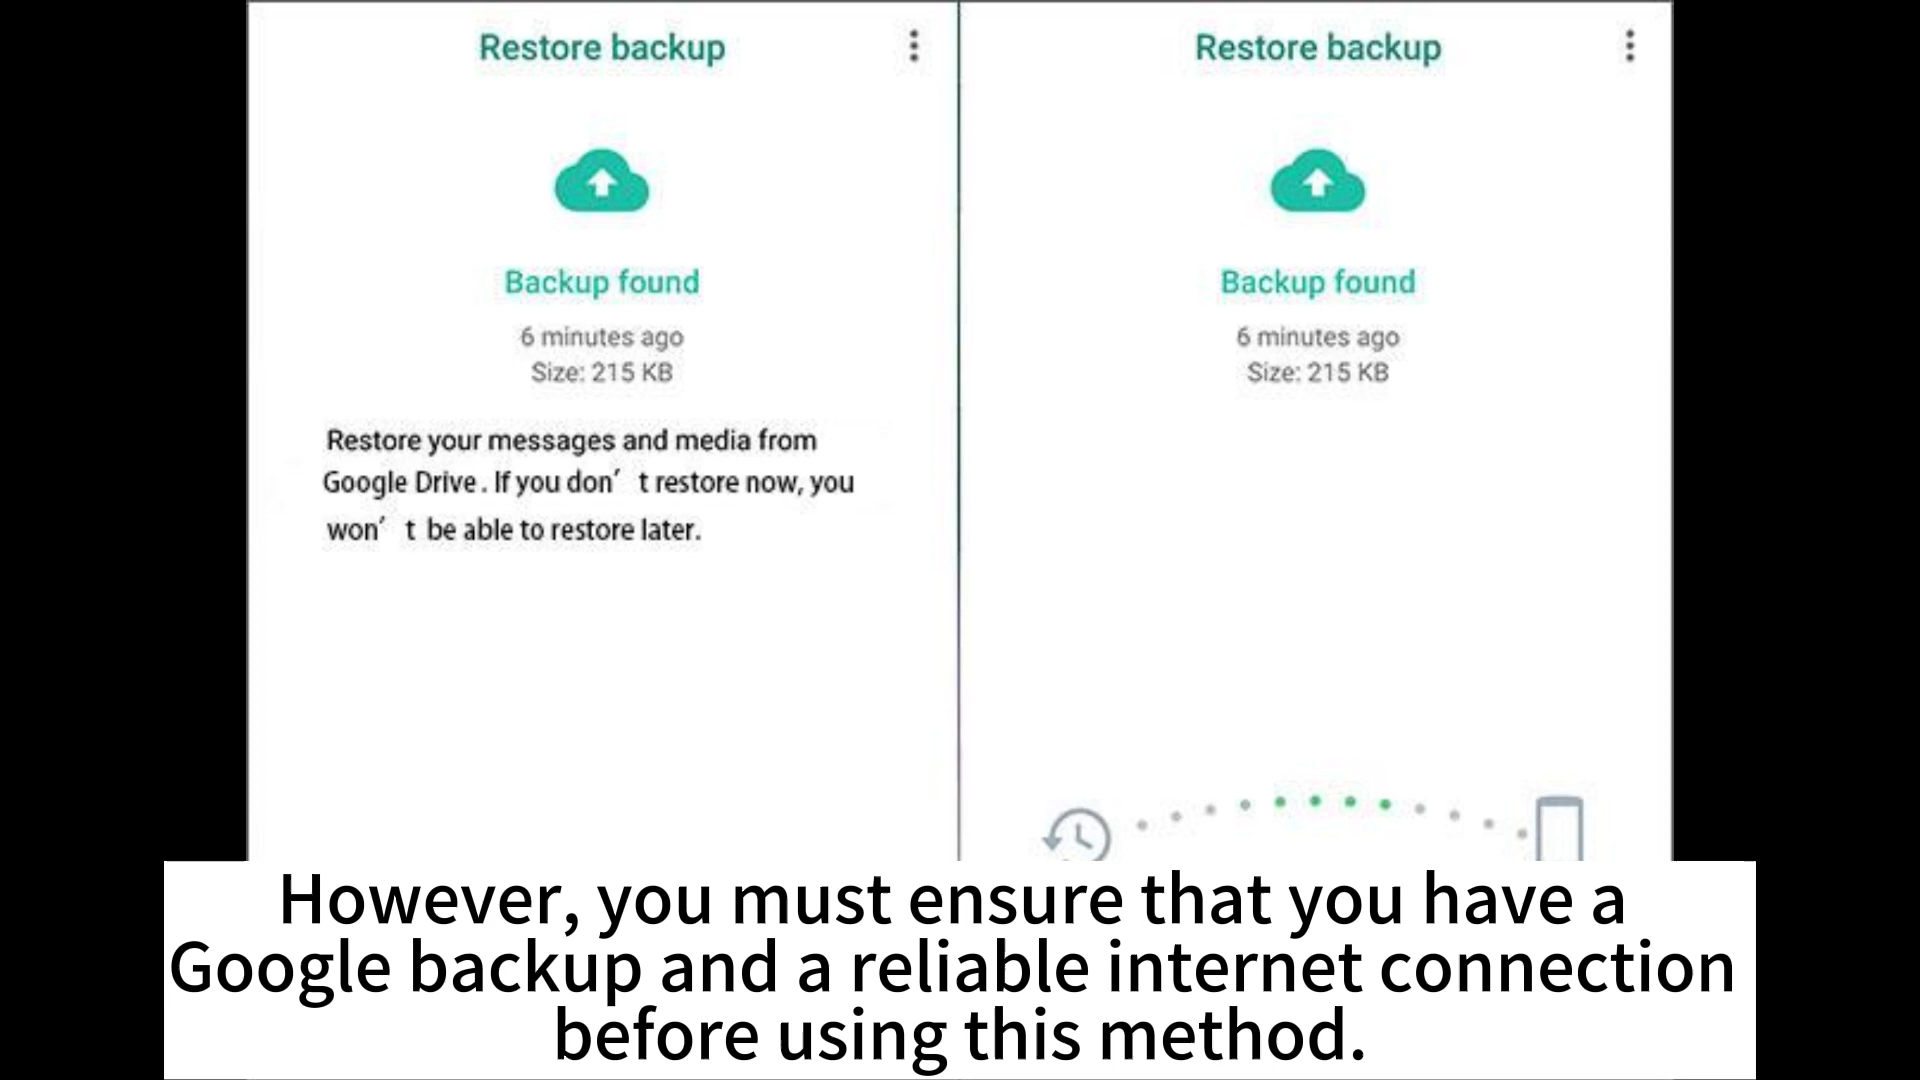 Restore backup
Backup found
6 minutes ago
Size: 215 KB
Restore your messages and media from
Google Drive. If you don′ t restore now, you
won′ t be able to restore later.
Restore backup
Backup found
6 minutes ago
Size: 215 KB
However, you must ensure that you have a
Google backup and a reliable internet connection
before using this method.